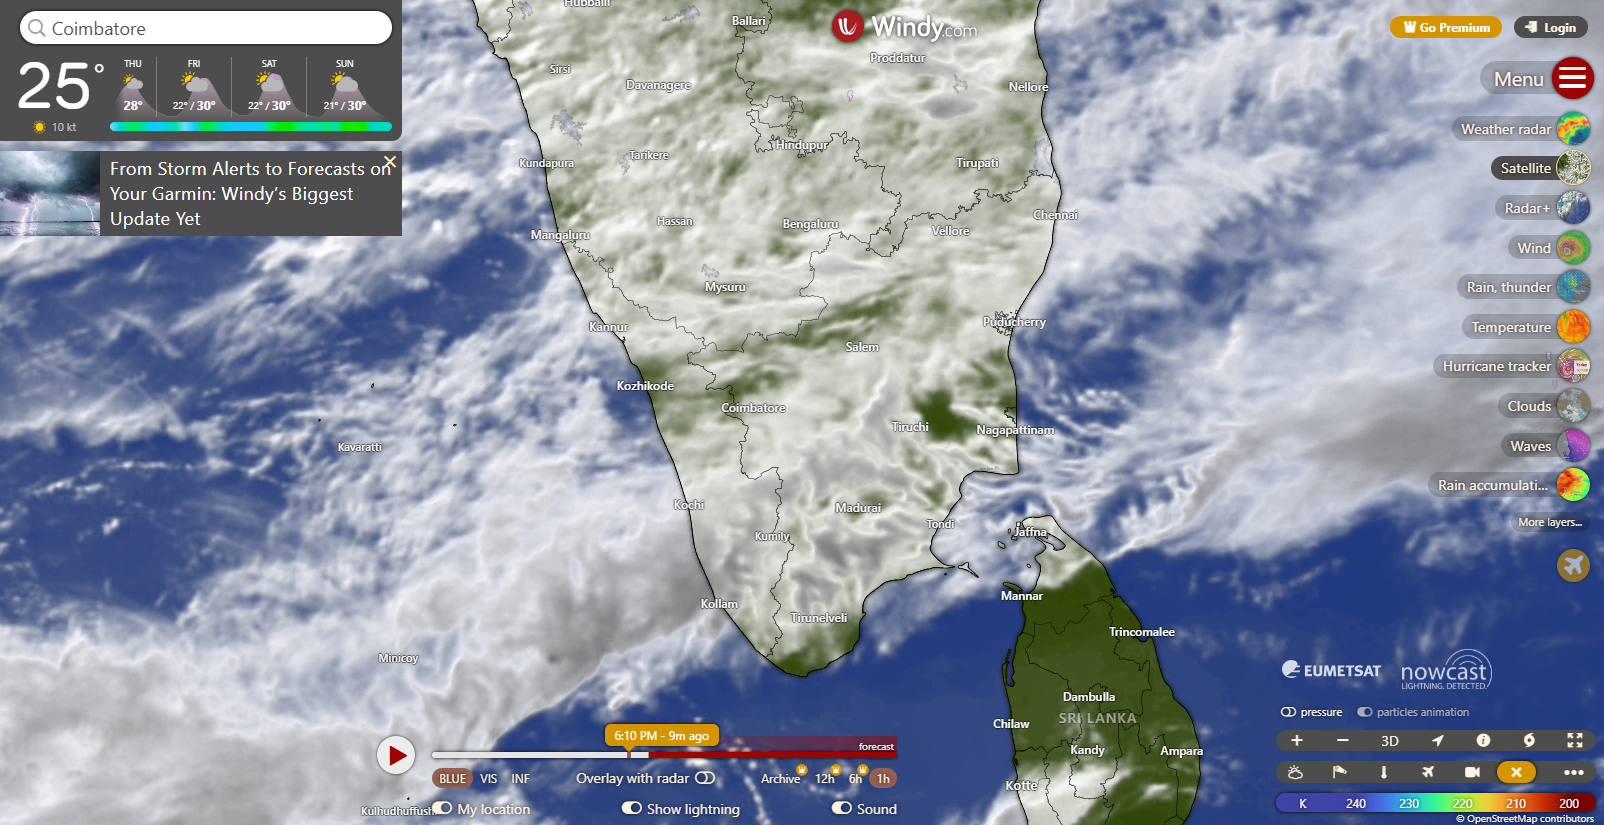 Coimbatore
25°
10 kt
THU
28°
FRI
22° / 30°
SAT
22° / 30°
SUN
21° / 30°
From Storm Alerts to Forecasts on
Your Garmin: Windy's Biggest
Update Yet
Windy.com
Go Premium
Login
Menu
Weather radar
Satellite
Radar+
Wind
Rain, thunder
Temperature
Hurricane tracker
Clouds
Waves
Rain accumulati...
More layers...
Hubballi
Ballari
Proddatur
Sirsi
Davanagere
Nellore
Hindupur
Kundapura
Tarikere
Tirupati
Hassan
Bengaluru
Chennai
Mangaluru
Vellore
Mysuru
Kannur
Puducherry
Salem
Kozhikode
Coimbatore
Tiruchi
Nagapattinam
Kavaratti
Kochi
Madurai
Tondi
Kumily
Jaffna
Mannar
Kollam
Tirunelveli
Trincomalee
Minicoy
Dambulla
SRI LANKA
Chilaw
Kandy
Ampara
Kotte
Kulhudhuffush
6:10 PM - 9m ago
forecast
BLUE
VIS
INF
Overlay with radar
Archive
12h
6h
1h
My location
Show lightning
Sound
EUMETSAT
nowcast
LIGHTNING. DETECTED.
pressure
particles animation
3D
K 240 230 220 210 200
© OpenStreetMap contributors